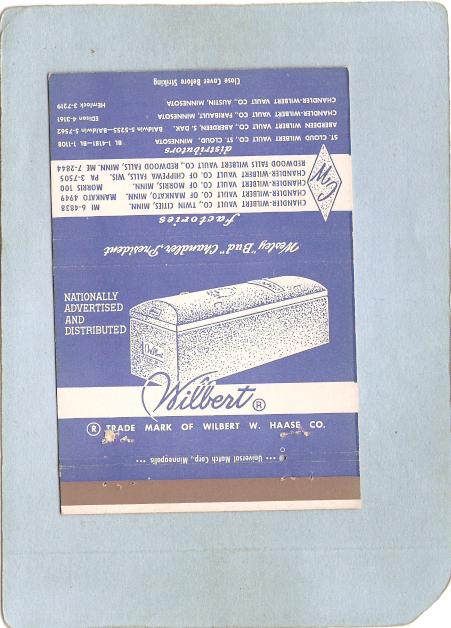 NATIONALLY
ADVERTISED
AND
DISTRIBUTED
Wilbert ®
® TRADE MARK OF WILBERT W. HAASE CO.
••• Universal Match Corp., Minneapolis •••
Wesley "Bud" Chandler, President
factories
CW
CHANDLER-WILBERT VAULT CO., TWIN CITIES, MINN. MI 6-4838
CHANDLER-WILBERT VAULT CO. OF MANKATO, MINN. MANKATO 4949
CHANDLER-WILBERT VAULT CO. OF MORRIS, MINN. MORRIS 100
CHANDLER-WILBERT VAULT CO. OF CHIPPEWA FALLS, WIS. PA 3-7505
REDWOOD FALLS WILBERT VAULT CO., REDWOOD FALLS, MINN. ME 7-2844
distributors
ST. CLOUD WILBERT VAULT CO., ST. CLOUD, MINNESOTA BL 1-4181—BL 1-8106
ABERDEEN WILBERT VAULT CO., ABERDEEN, S. DAK. BAldwin 5-5255—BAldwin 5-7562
CHANDLER-WILBERT VAULT CO., FARIBAULT, MINNESOTA EDison 4-3161
CHANDLER-WILBERT VAULT CO., AUSTIN, MINNESOTA HEmlock 3-7219
Close Cover Before Striking